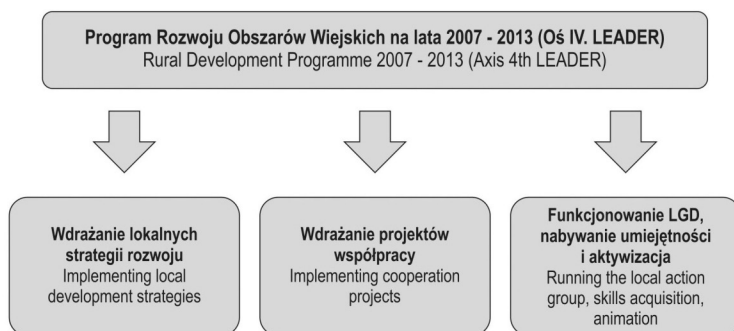 Program Rozwoju Obszarów Wiejskich na lata 2007 - 2013 (Oś IV. LEADER)
Rural Development Programme 2007 - 2013 (Axis 4th LEADER)
Wdrażanie lokalnych
strategii rozwoju
Implementing local
development strategies
Wdrażanie projektów
współpracy
Implementing cooperation
projects
Funkcjonowanie LGD,
nabywanie umiejętności
i aktywizacja
Running the local action
group, skills acquisition,
animation